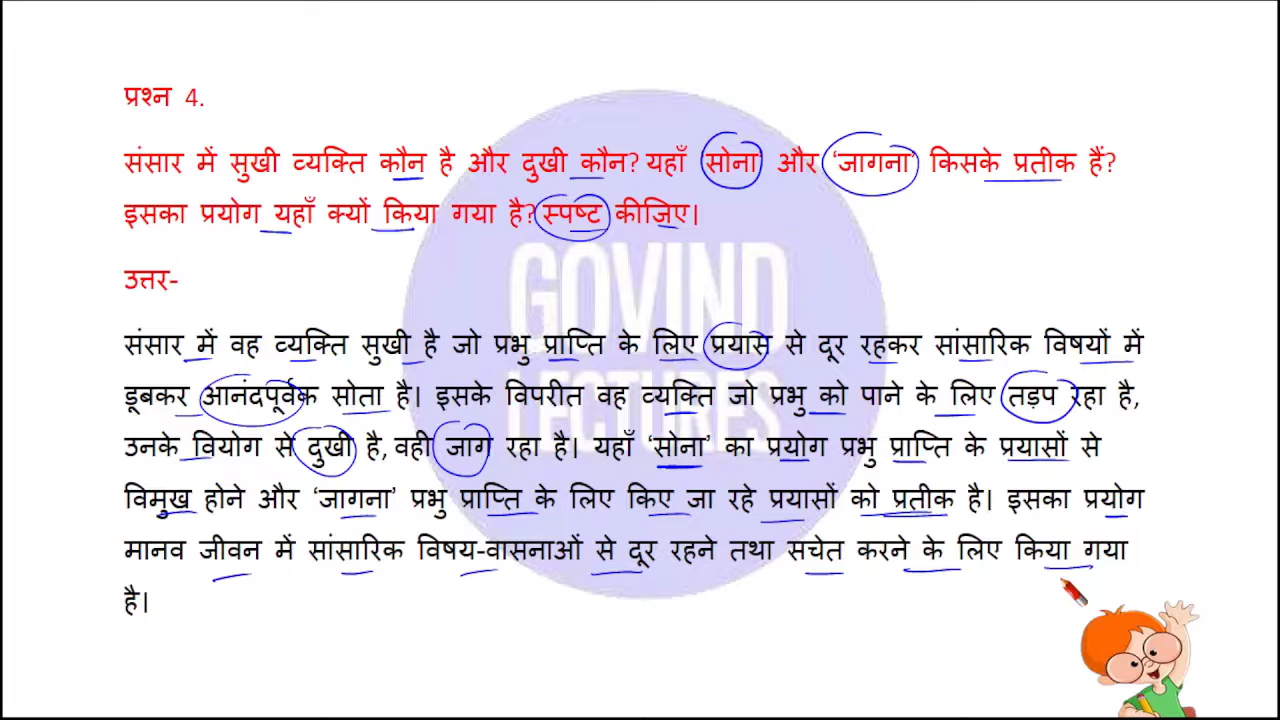 प्रश्न 4.
संसार में सुखी व्यक्ति कौन है और दुखी कौन? यहाँ 'सोना' और 'जागना' किसके प्रतीक हैं?
इसका प्रयोग यहाँ क्यों किया गया है? स्पष्ट कीजिए।
उत्तर-
संसार में वह व्यक्ति सुखी है जो प्रभु प्राप्ति के लिए प्रयास से दूर रहकर सांसारिक विषयों में
डूबकर आनंदपूर्वक सोता है। इसके विपरीत वह व्यक्ति जो प्रभु को पाने के लिए तड़प रहा है,
उनके वियोग से दुखी है, वही जाग रहा है। यहाँ ‘सोना’ का प्रयोग प्रभु प्राप्ति के प्रयासों से
विमुख होने और ‘जागना’ प्रभु प्राप्ति के लिए किए जा रहे प्रयासों को प्रतीक है। इसका प्रयोग
मानव जीवन में सांसारिक विषय-वासनाओं से दूर रहने तथा सचेत करने के लिए किया गया
है।
GOVIND
LECTURES